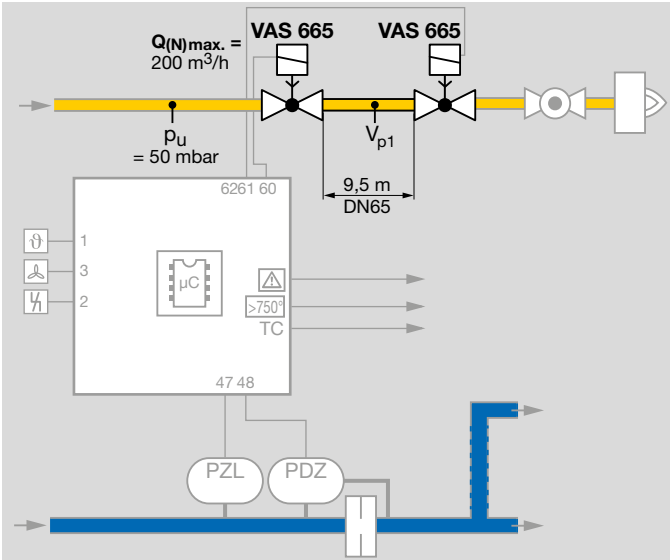 VAS 665
VAS 665
Q(N)max. =
200 m³/h
pu
= 50 mbar
Vp1
9,5 m
DN65
6261 60
ϑ
1
3
2
µC
>750°
TC
47 48
PZL
PDZ